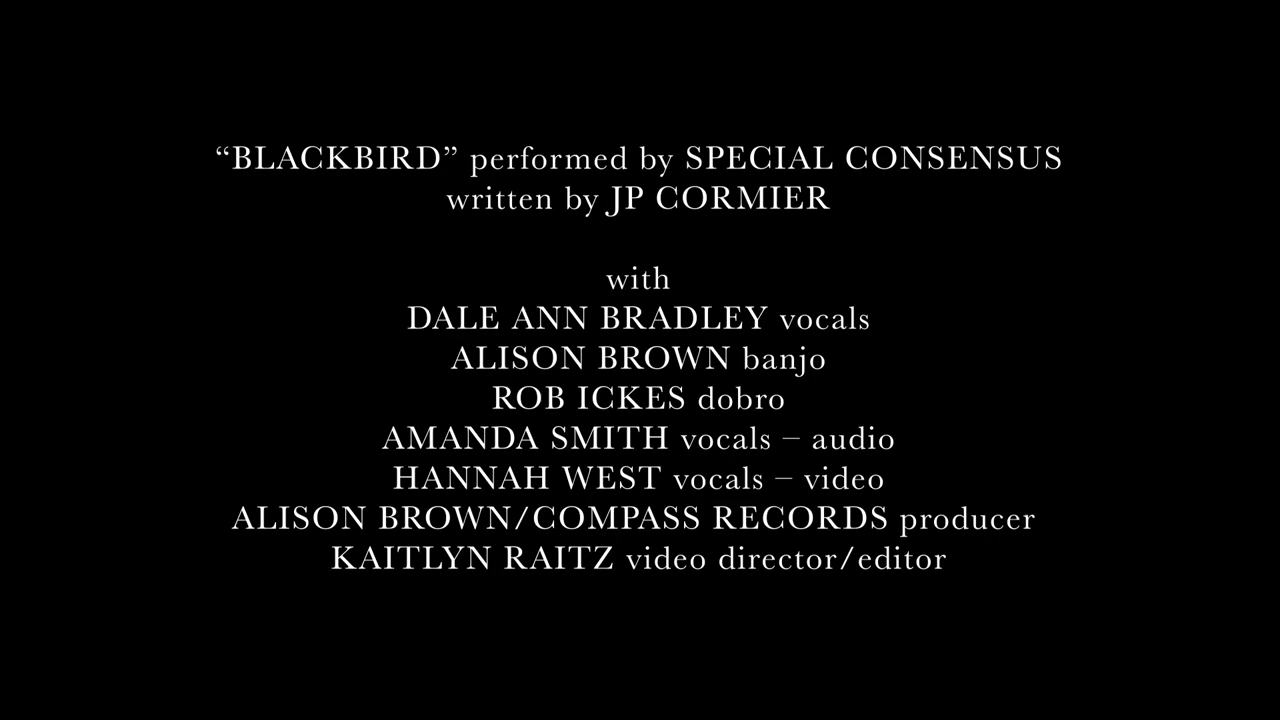 “BLACKBIRD” performed by SPECIAL CONSENSUS
written by JP CORMIER
with
DALE ANN BRADLEY vocals
ALISON BROWN banjo
ROB ICKES dobro
AMANDA SMITH vocals – audio
HANNAH WEST vocals – video
ALISON BROWN/COMPASS RECORDS producer
KAITLYN RAITZ video director/editor